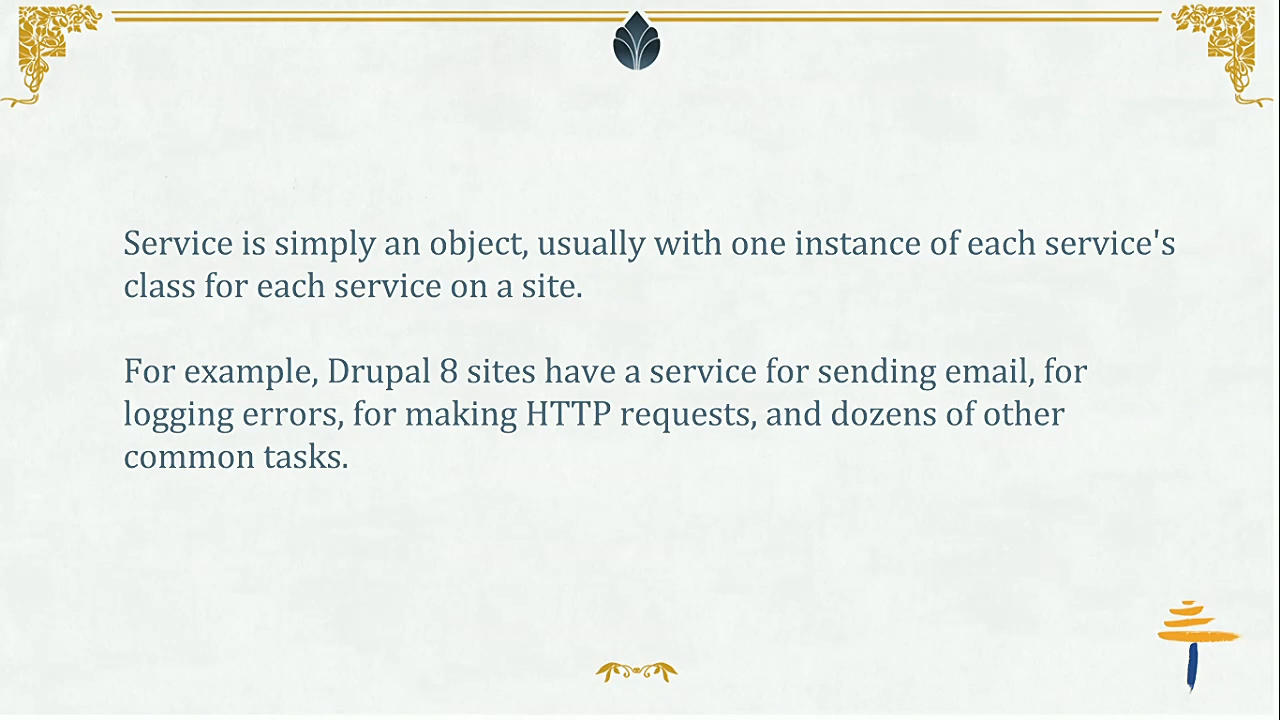 Service is simply an object, usually with one instance of each service's
class for each service on a site.
For example, Drupal 8 sites have a service for sending email, for
logging errors, for making HTTP requests, and dozens of other
common tasks.